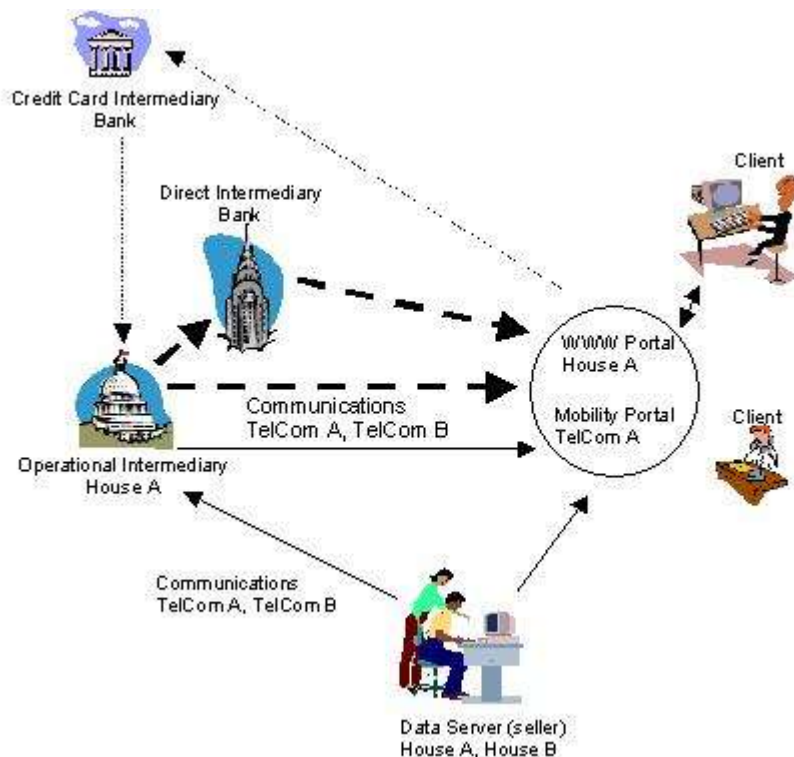 Credit Card Intermediary
Bank
Client
Direct Intermediary
Bank
WWW Portal
House A
Communications
TelCom A, TelCom B
Mobility Portal
TelCom A
Client
Operational Intermediary
House A
Communications
TelCom A, TelCom B
Data Server (seller)
House A, House B